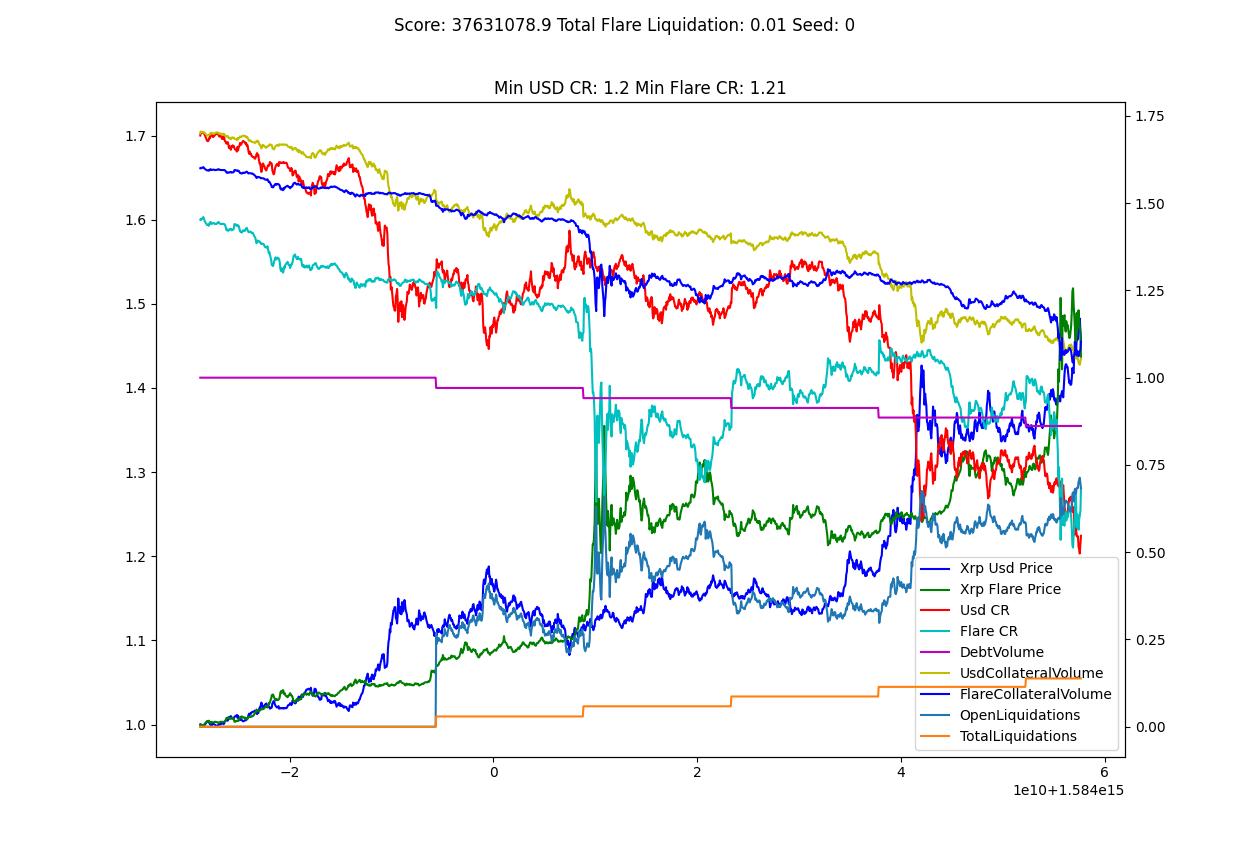 Score: 37631078.9 Total Flare Liquidation: 0.01 Seed: 0
Min USD CR: 1.2 Min Flare CR: 1.21
1.7
1.6
1.5
1.4
1.3
1.2
1.1
1.0
1.75
1.50
1.25
1.00
0.75
0.50
0.25
0.00
Xrp Usd Price
Xrp Flare Price
Usd CR
Flare CR
DebtVolume
UsdCollateralVolume
FlareCollateralVolume
OpenLiquidations
TotalLiquidations
−2 0 2 4 6
1e10+1.584e15